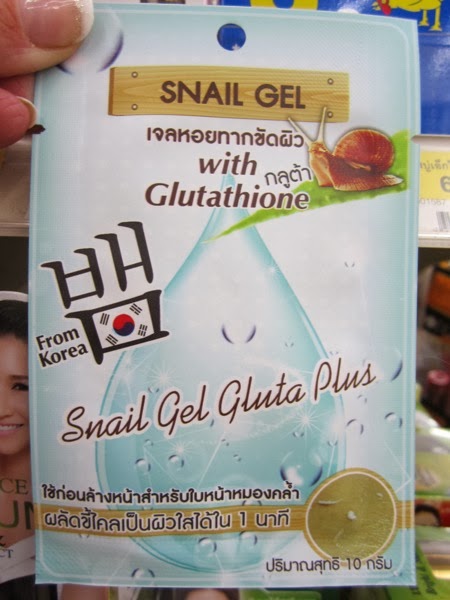 SNAIL GEL
เจลหอยทากขัดผิว
with กลูต้า
Glutathione
From
Korea
Snail Gel Gluta Plus
ใช้ก่อนล้างหน้าสำหรับใบหน้าหมองคล้ำ
ผลัดขี้ไคลเป็นผิวใสได้ใน 1 นาที
ปริมาณสุทธิ 10 กรัม